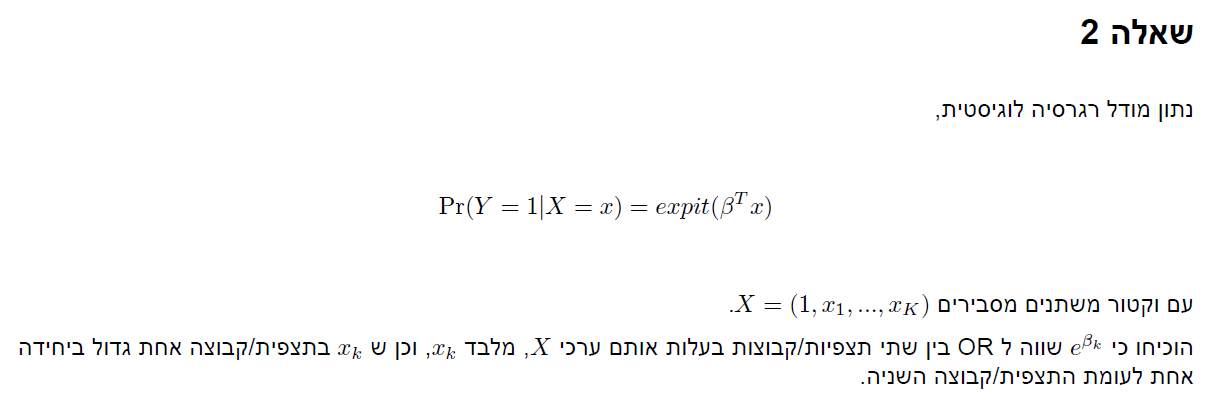 שאלה 2
נתון מודל רגרסיה לוגיסטית,
Pr(Y = 1|X = x) = expit(β^T x)
עם וקטור משתנים מסבירים X = (1, x_1, ..., x_K).
הוכיחו כי e^{β_k} שווה ל OR בין שתי תצפיות/קבוצות בעלות אותם ערכי X, מלבד x_k, וכן ש x_k בתצפית/קבוצה אחת גדול ביחידה
אחת לעומת התצפית/קבוצה השניה.